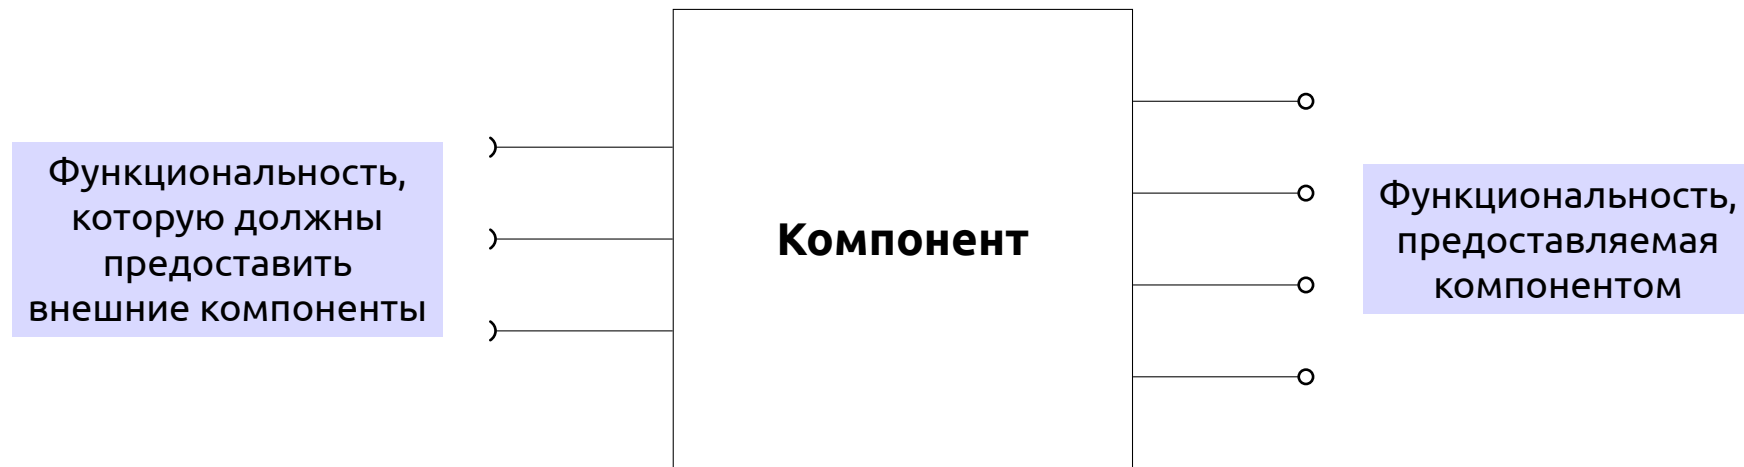 Функциональность,
которую должны
предоставить
внешние компоненты
Компонент
Функциональность,
предоставляемая
компонентом